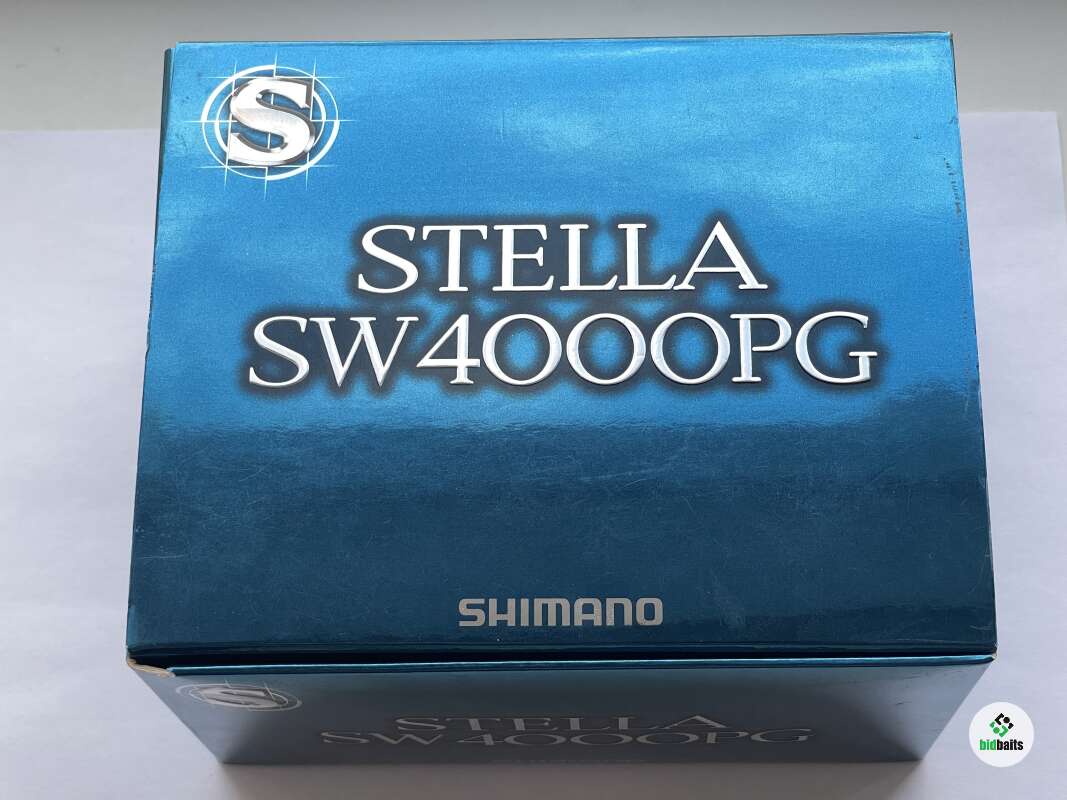 S
STELLA
SW4000PG
SHIMANO
S
STELLA
SW4000PG
bidbaits